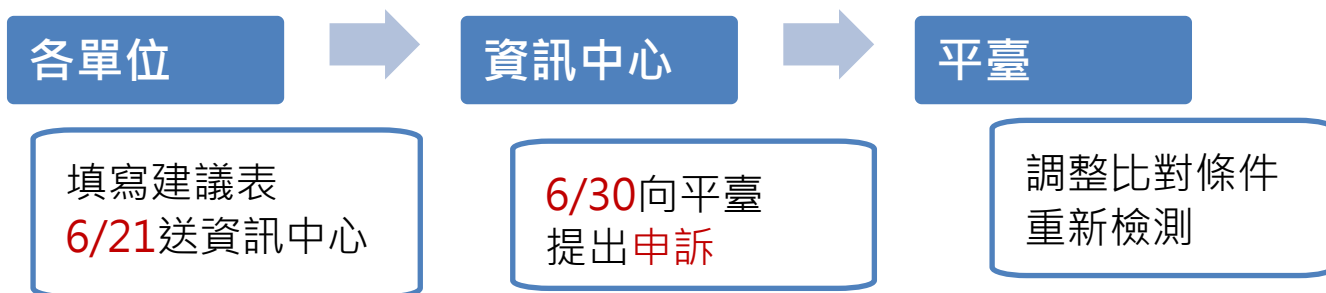 各單位
資訊中心
平臺
填寫建議表
6/21送資訊中心
6/30向平臺
提出申訴
調整比對條件
重新檢測